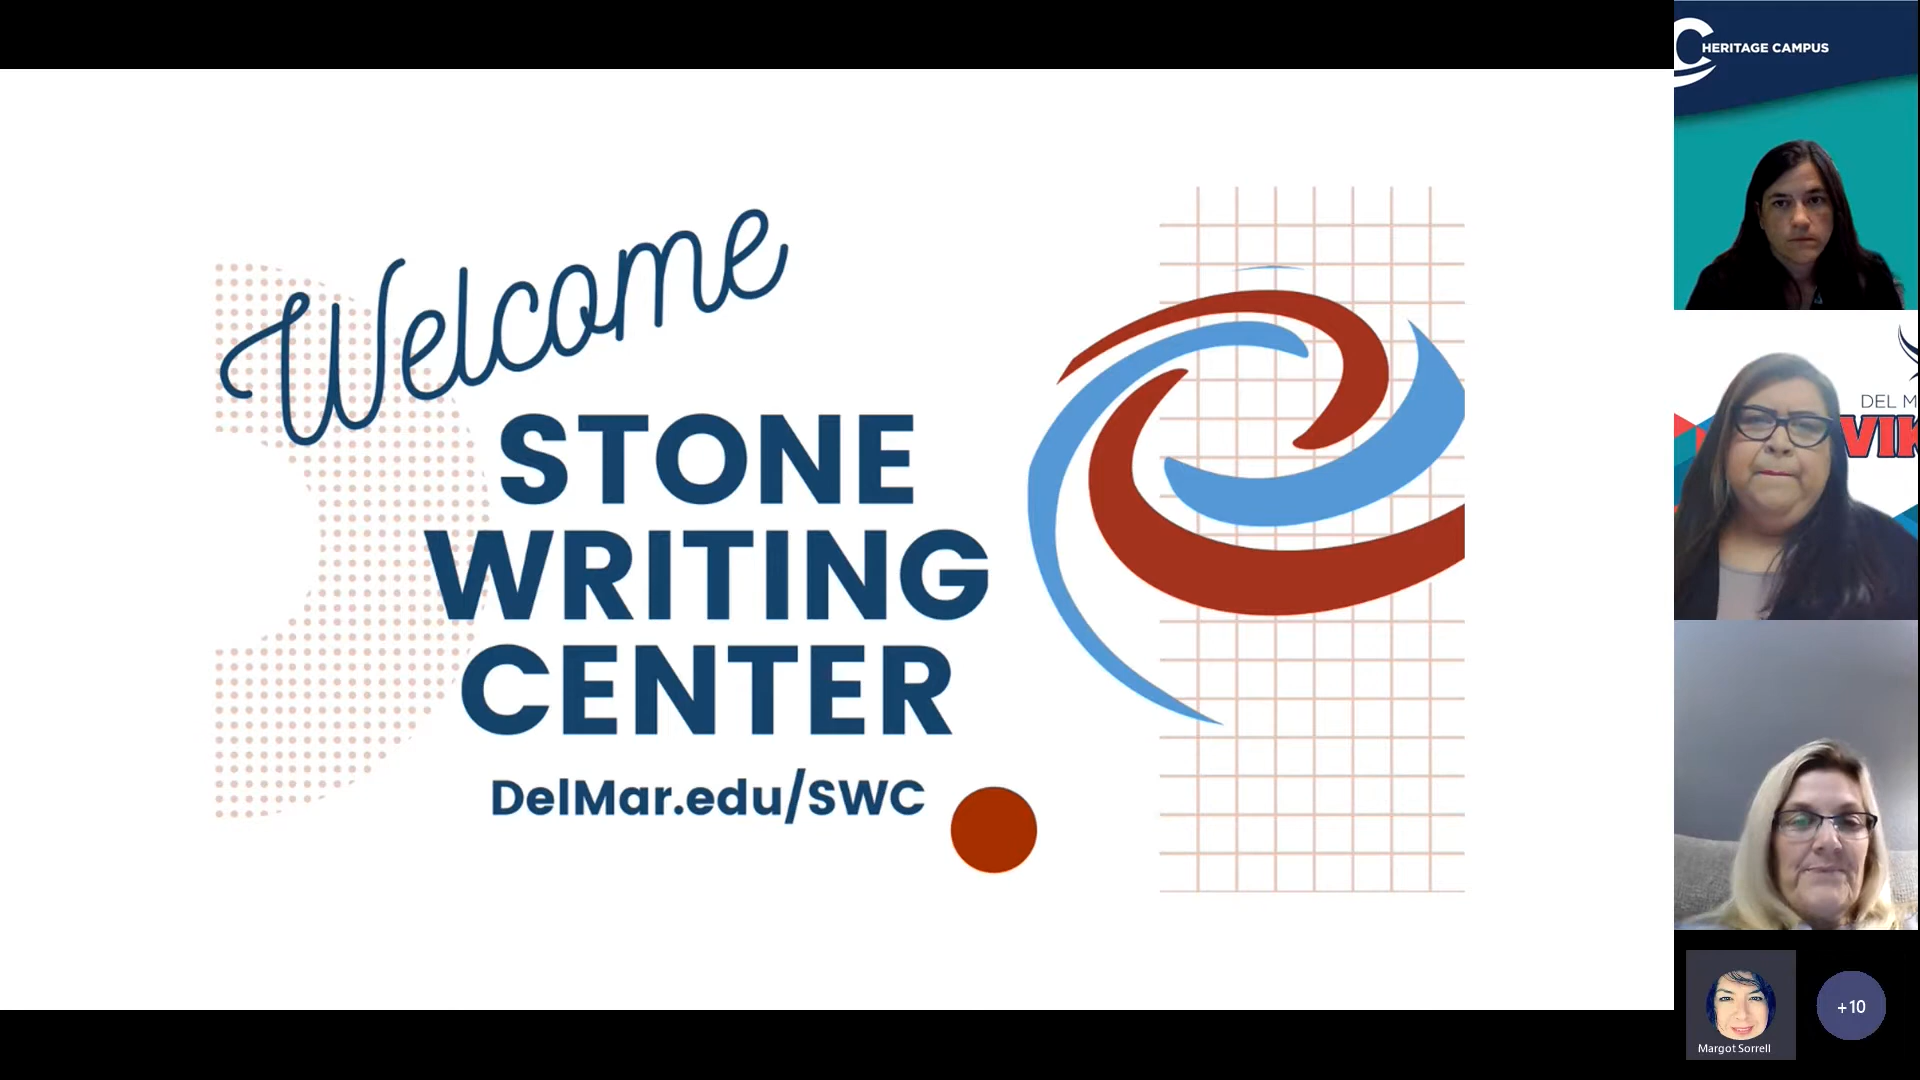 Welcome
STONE
WRITING
CENTER
DelMar.edu/SWC
HERITAGE CAMPUS
DEL M
VIK
Margot Sorrell
+10